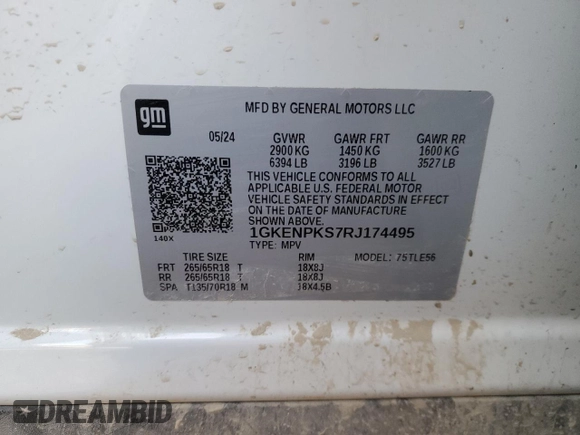 gm
MFD BY GENERAL MOTORS LLC
05/24 GVWR GAWR FRT GAWR RR
2900 KG 1450 KG 1600 KG
6394 LB 3196 LB 3527 LB
THIS VEHICLE CONFORMS TO ALL
APPLICABLE U.S. FEDERAL MOTOR
VEHICLE SAFETY STANDARDS IN EFFECT
ON THE DATE OF MANUFACTURE
SHOWN ABOVE.
140X
1GKENPKS7RJ174495
TYPE: MPV MODEL: 75TLE56
TIRE SIZE RIM
FRT 265/65R18 T 18X8J
RR 265/65R18 T 18X8J
SPA T135/70R18 M 18X4.5B
DREAMBID